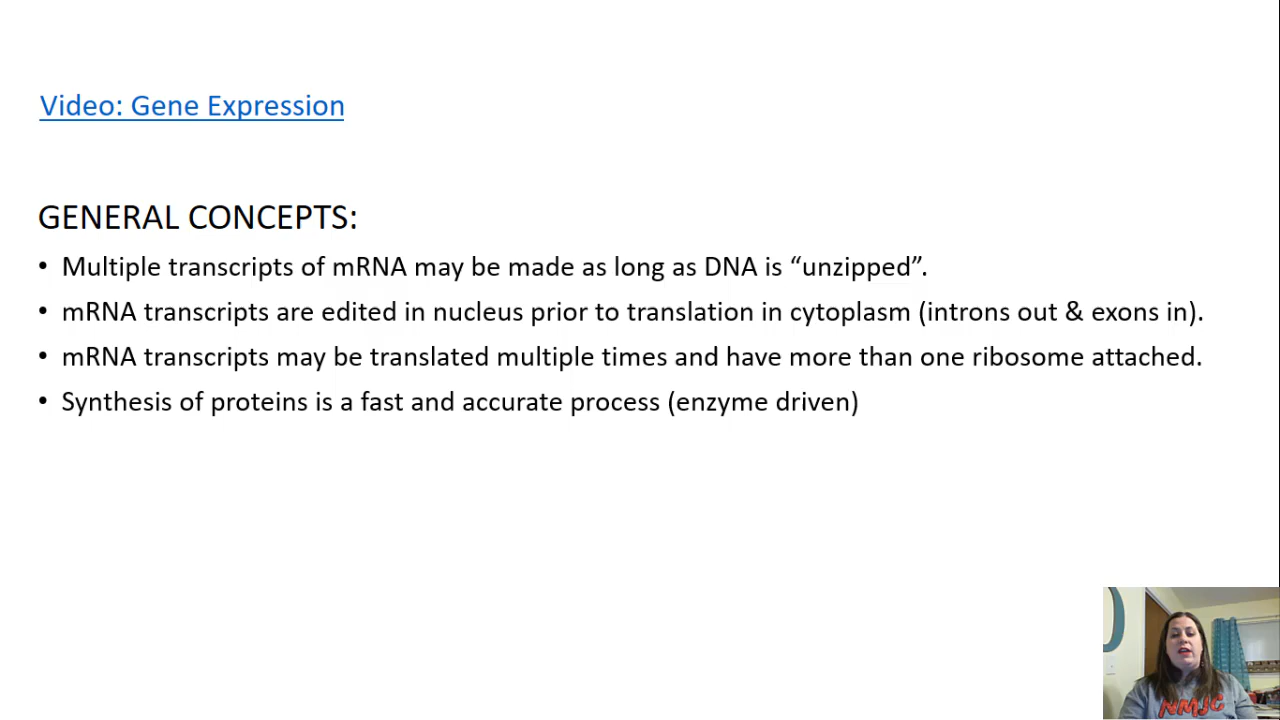 Video: Gene Expression
GENERAL CONCEPTS:
• Multiple transcripts of mRNA may be made as long as DNA is “unzipped”.
• mRNA transcripts are edited in nucleus prior to translation in cytoplasm (introns out & exons in).
• mRNA transcripts may be translated multiple times and have more than one ribosome attached.
• Synthesis of proteins is a fast and accurate process (enzyme driven)
NMJC